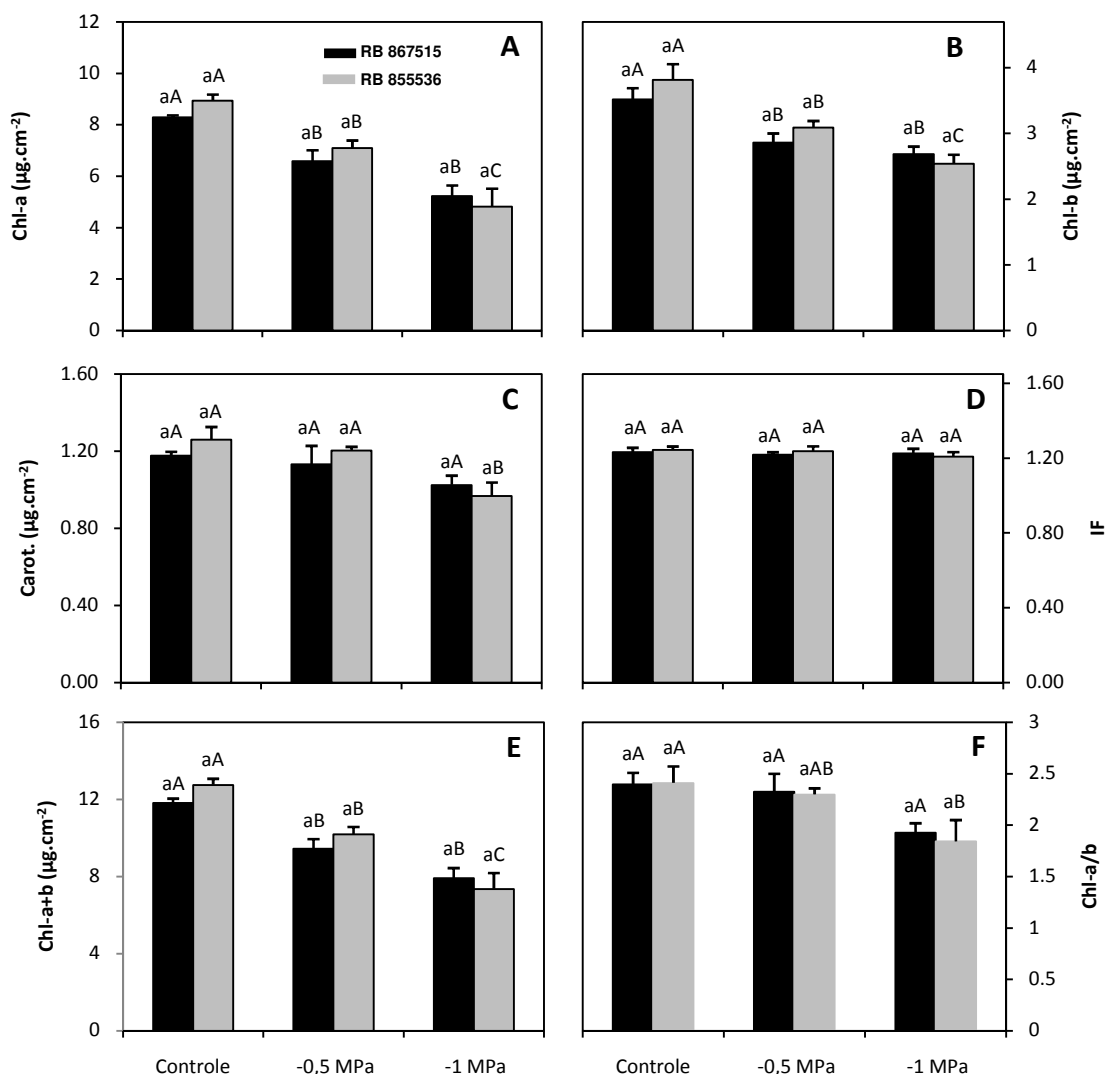 A
RB 867515
RB 855536
Chl-a (µg.cm-2)
12
10
8
6
4
2
0
aA aA
aB aB
aB aC
B
Chl-b (µg.cm-2)
4
3
2
1
0
aA aA
aB aB
aB aC
C
Carot. (µg.cm-2)
1.60
1.20
0.80
0.40
0.00
aA aA
aA aA
aA aB
D
IF
1.60
1.20
0.80
0.40
0.00
aA aA
aA aA
aA aA
E
Chl-a+b (µg.cm-2)
16
12
8
4
0
aA aA
aB aB
aB aC
Controle -0,5 MPa -1 MPa
F
Chl-a/b
3
2.5
2
1.5
1
0.5
0
aA aA
aA aAB
aA aB
Controle -0,5 MPa -1 MPa